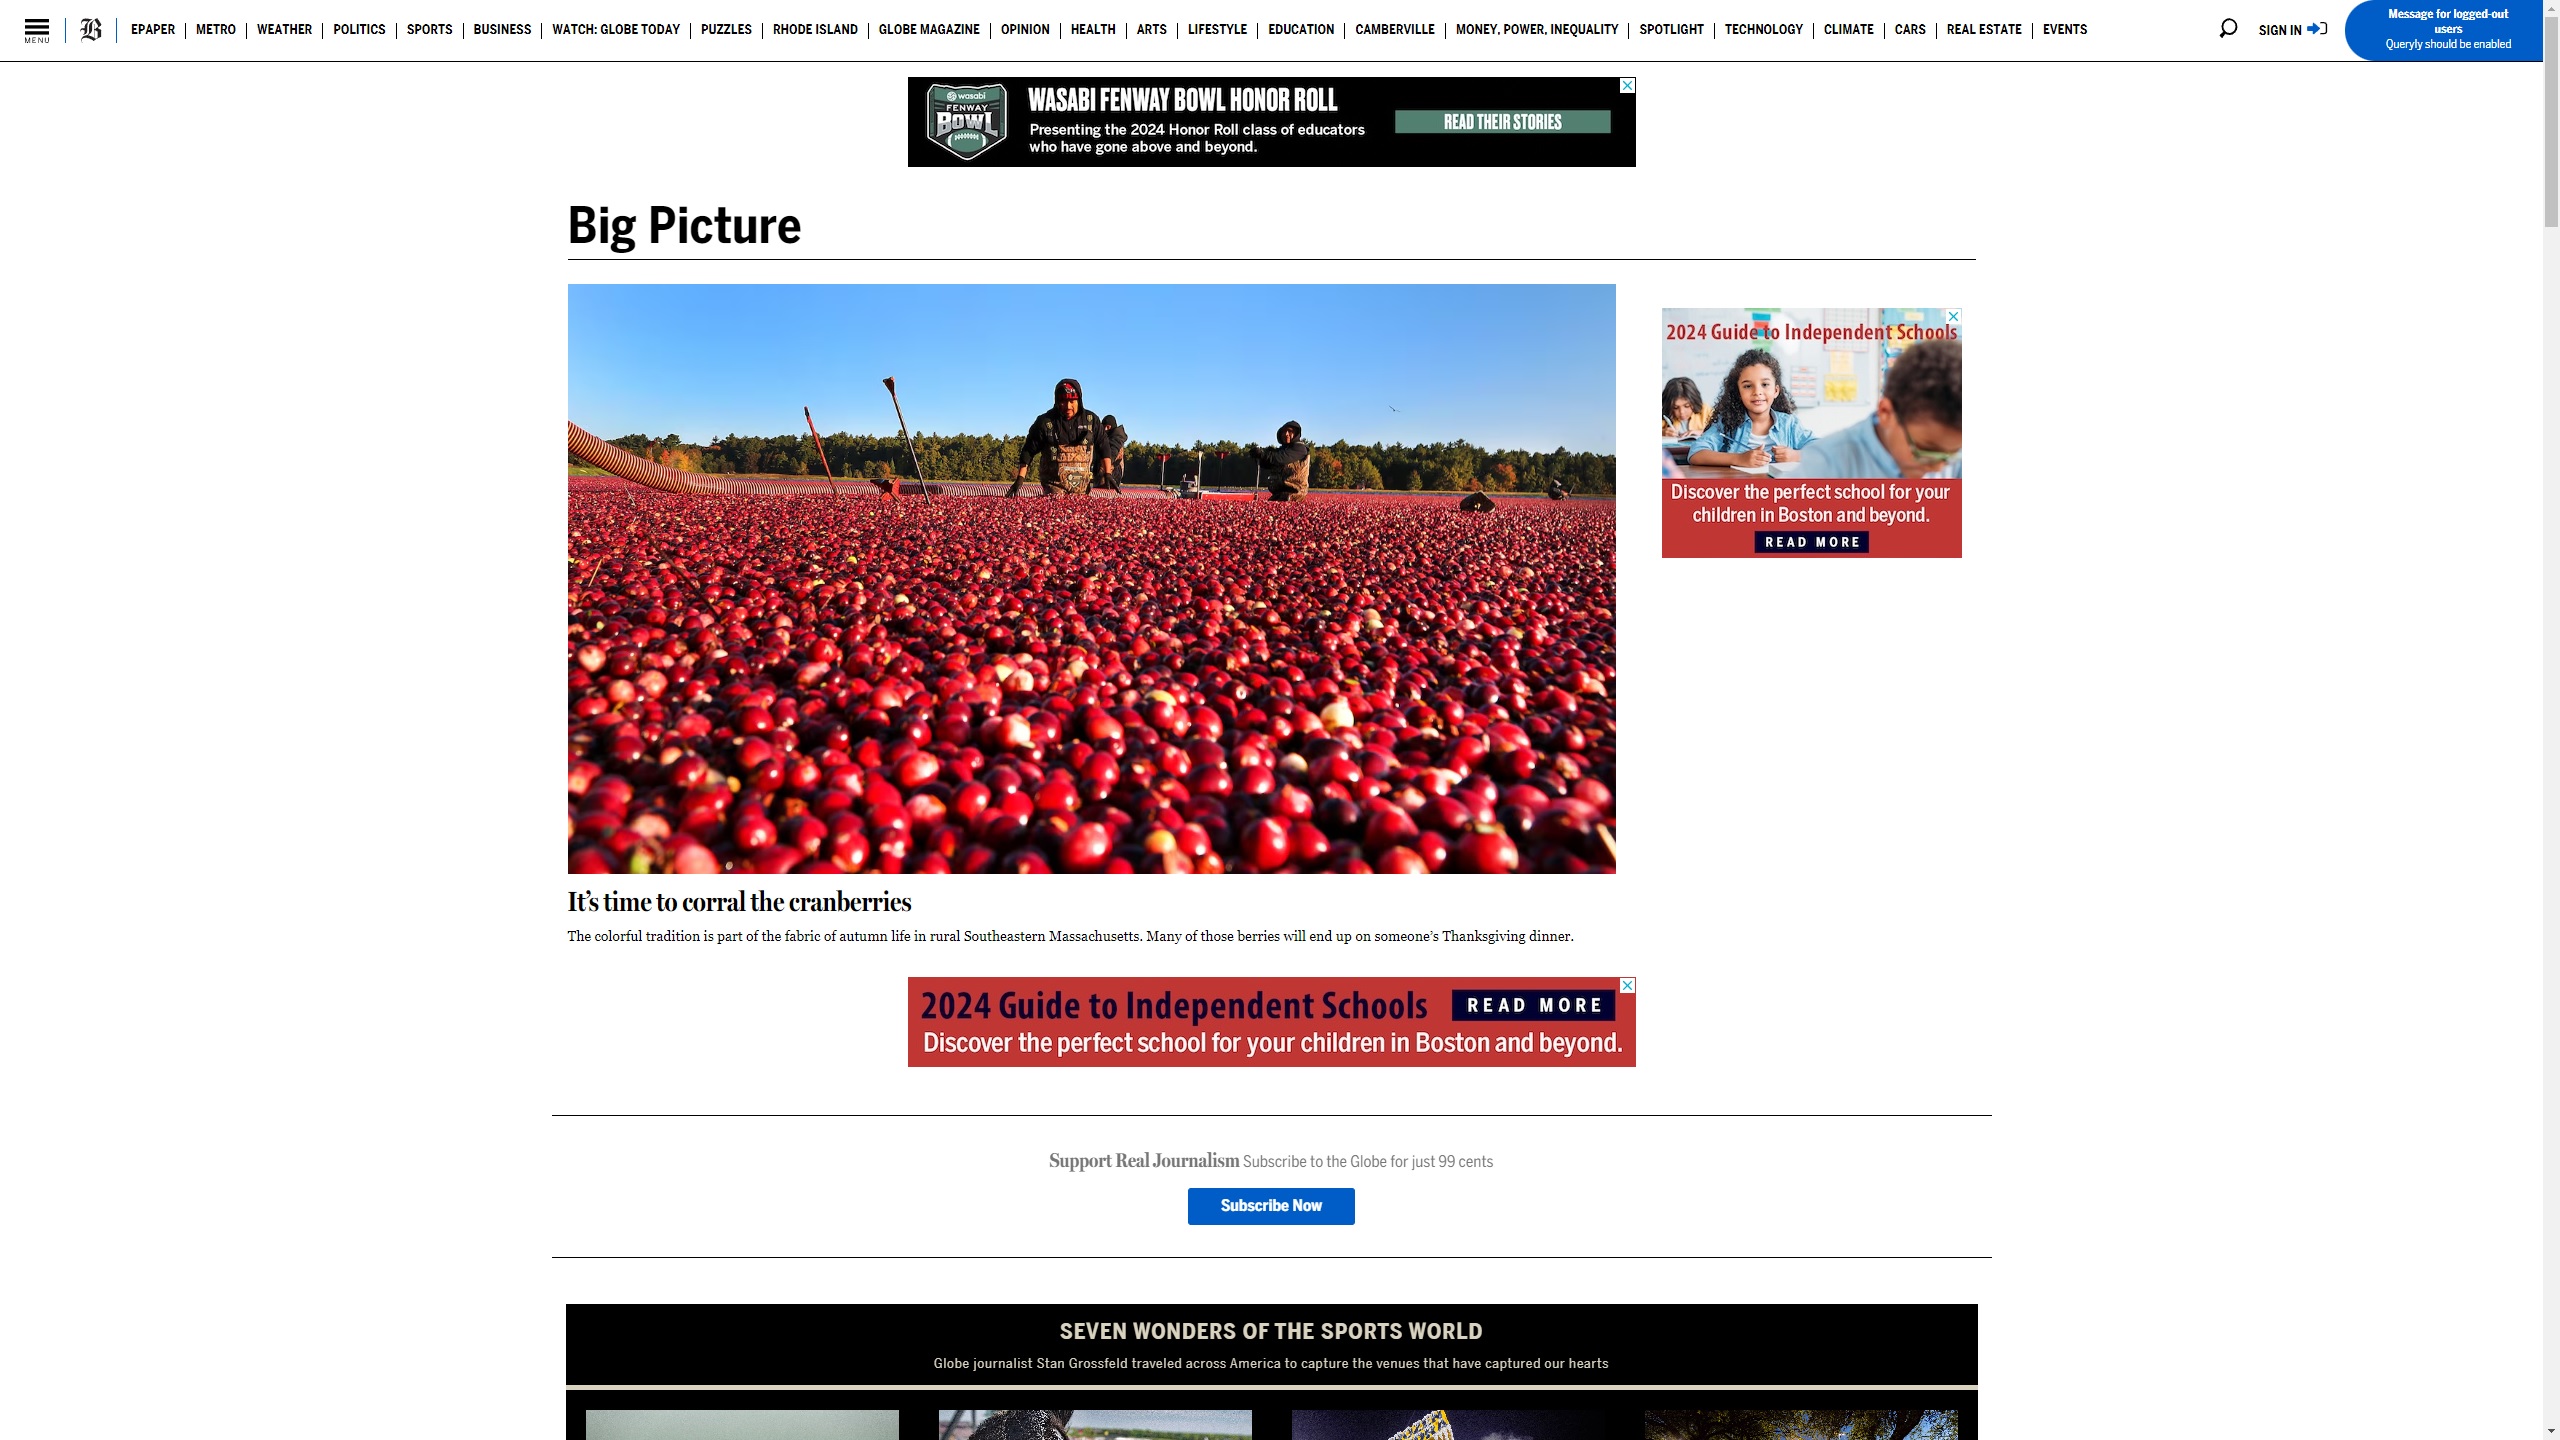 MENU
B
EPAPER
METRO
WEATHER
POLITICS
SPORTS
BUSINESS
WATCH: GLOBE TODAY
PUZZLES
RHODE ISLAND
GLOBE MAGAZINE
OPINION
HEALTH
ARTS
LIFESTYLE
EDUCATION
CAMBERVILLE
MONEY, POWER, INEQUALITY
SPOTLIGHT
TECHNOLOGY
CLIMATE
CARS
REAL ESTATE
EVENTS
SIGN IN
Message for logged-out
users
Queryly should be enabled
wasabi
FENWAY
BOWL
WASABI FENWAY BOWL HONOR ROLL
Presenting the 2024 Honor Roll class of educators
who have gone above and beyond.
READ THEIR STORIES
Big Picture
2024 Guide to Independent Schools
Discover the perfect school for your
children in Boston and beyond.
READ MORE
It’s time to corral the cranberries
The colorful tradition is part of the fabric of autumn life in rural Southeastern Massachusetts. Many of those berries will end up on someone’s Thanksgiving dinner.
2024 Guide to Independent Schools
READ MORE
Discover the perfect school for your children in Boston and beyond.
Support Real Journalism Subscribe to the Globe for just 99 cents
Subscribe Now
SEVEN WONDERS OF THE SPORTS WORLD
Globe journalist Stan Grossfeld traveled across America to capture the venues that have captured our hearts